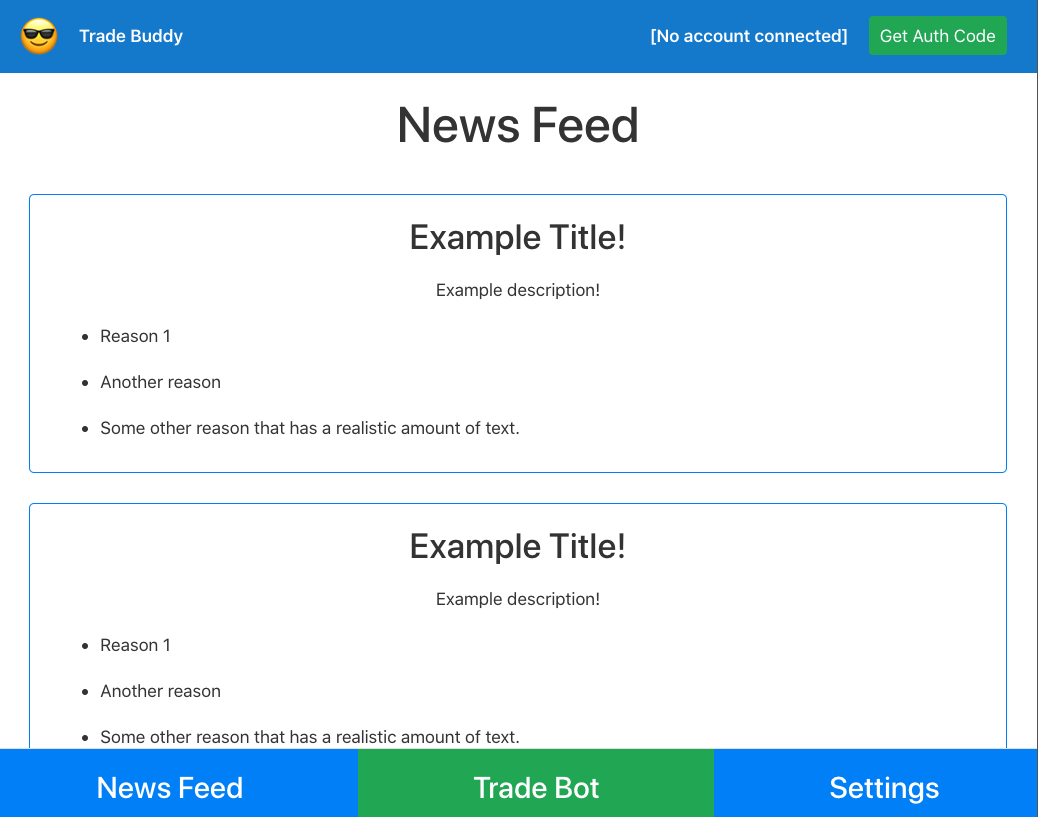 Trade Buddy
[No account connected]
Get Auth Code
News Feed
Example Title!
Example description!
Reason 1
Another reason
Some other reason that has a realistic amount of text.
Example Title!
Example description!
Reason 1
Another reason
Some other reason that has a realistic amount of text.
News Feed
Trade Bot
Settings